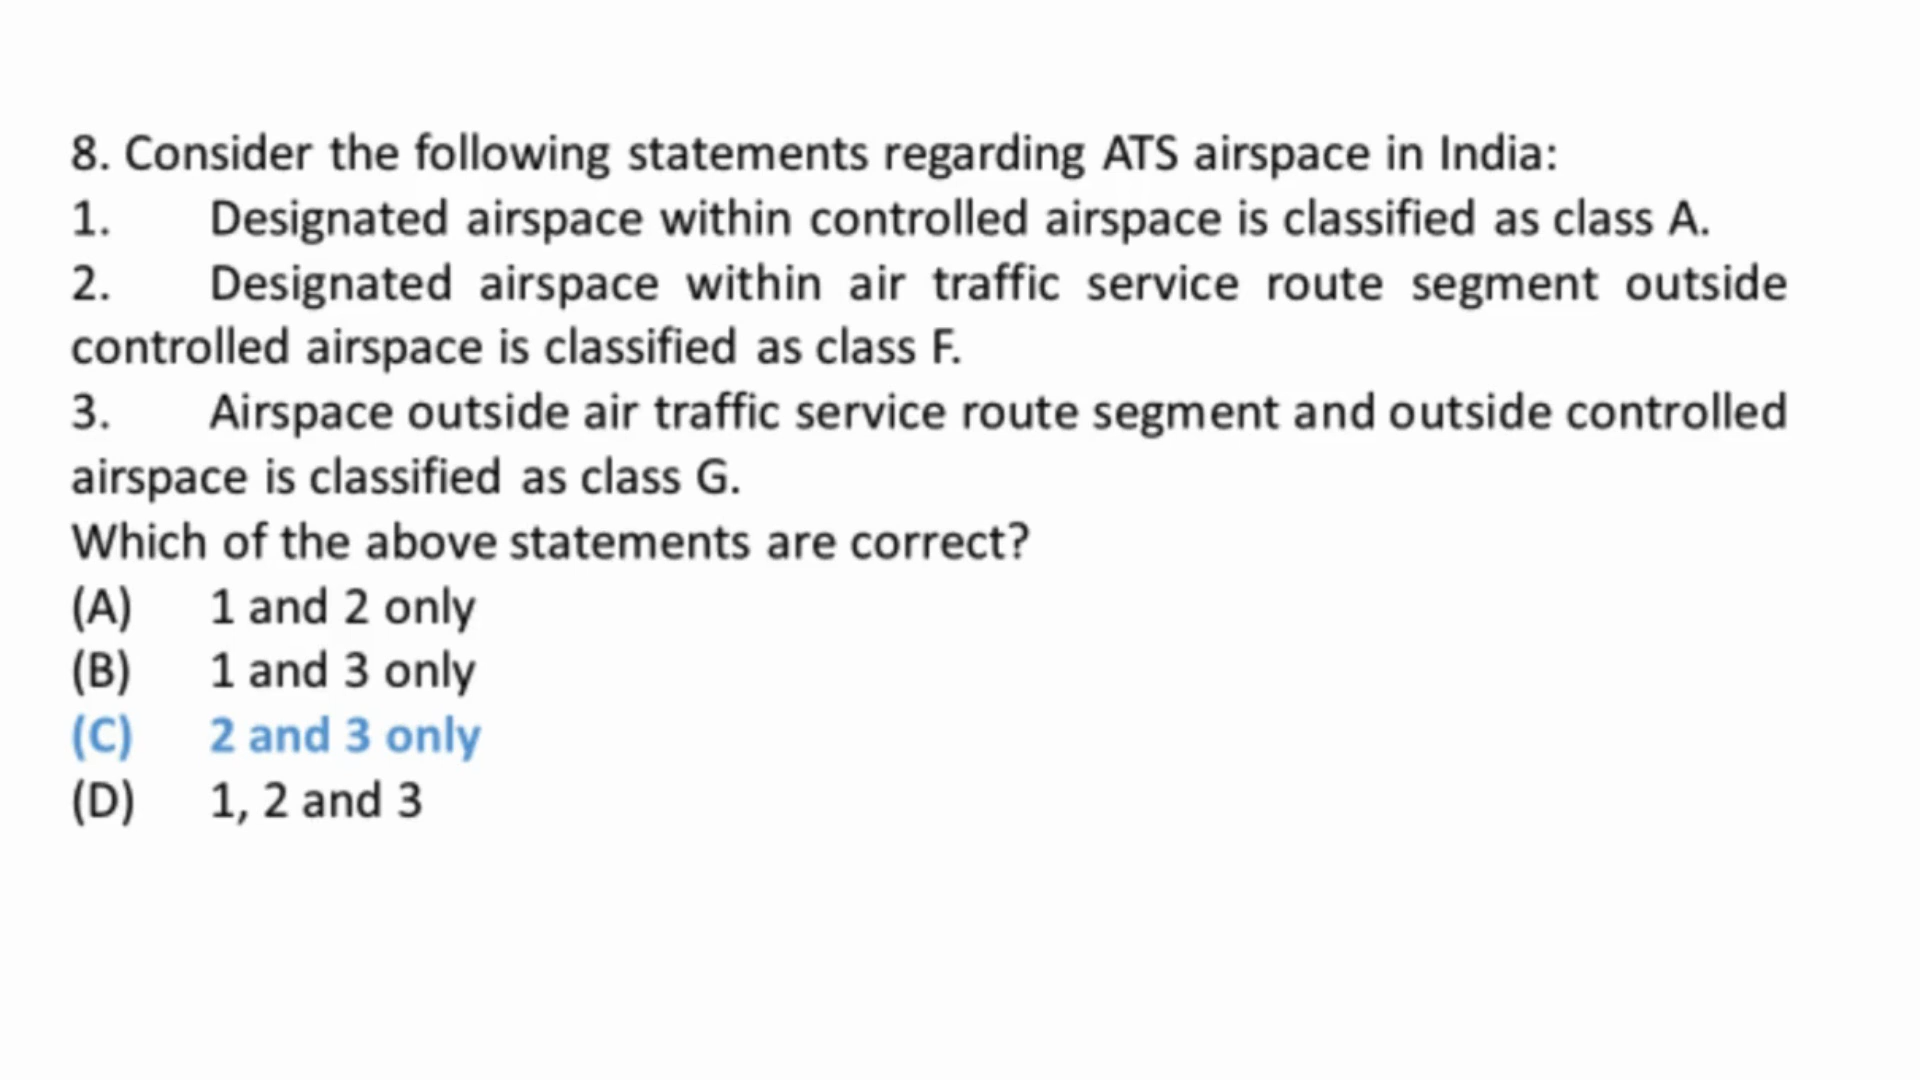 8. Consider the following statements regarding ATS airspace in India:
1. Designated airspace within controlled airspace is classified as class A.
2. Designated airspace within air traffic service route segment outside
controlled airspace is classified as class F.
3. Airspace outside air traffic service route segment and outside controlled
airspace is classified as class G.
Which of the above statements are correct?
(A) 1 and 2 only
(B) 1 and 3 only
(C) 2 and 3 only
(D) 1, 2 and 3